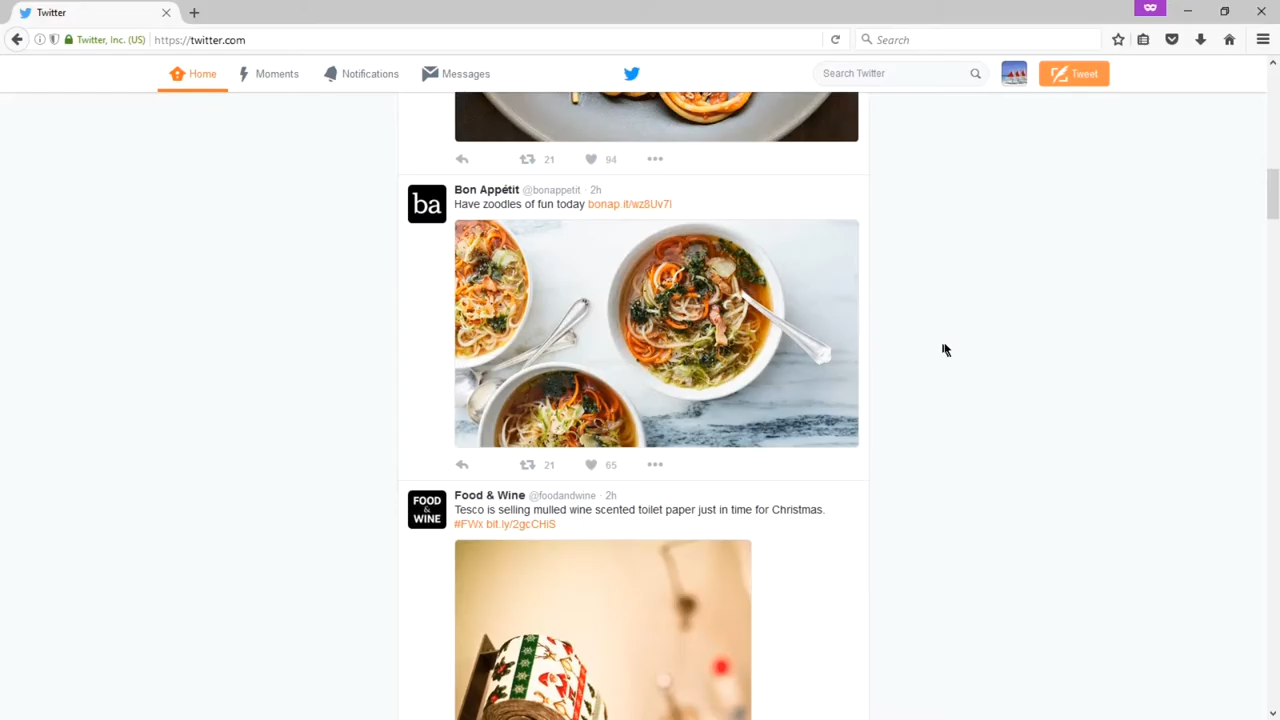 Twitter
Twitter, Inc. (US) https://twitter.com Search
Home Moments Notifications Messages Search Twitter Tweet
21 94
ba
Bon Appétit @bonappetit · 2h
Have zoodles of fun today bonap.it/wz8Uv7l
21 65
FOOD & WINE
Food & Wine @foodandwine · 2h
Tesco is selling mulled wine scented toilet paper just in time for Christmas.
#FWx bit.ly/2gcCHiS